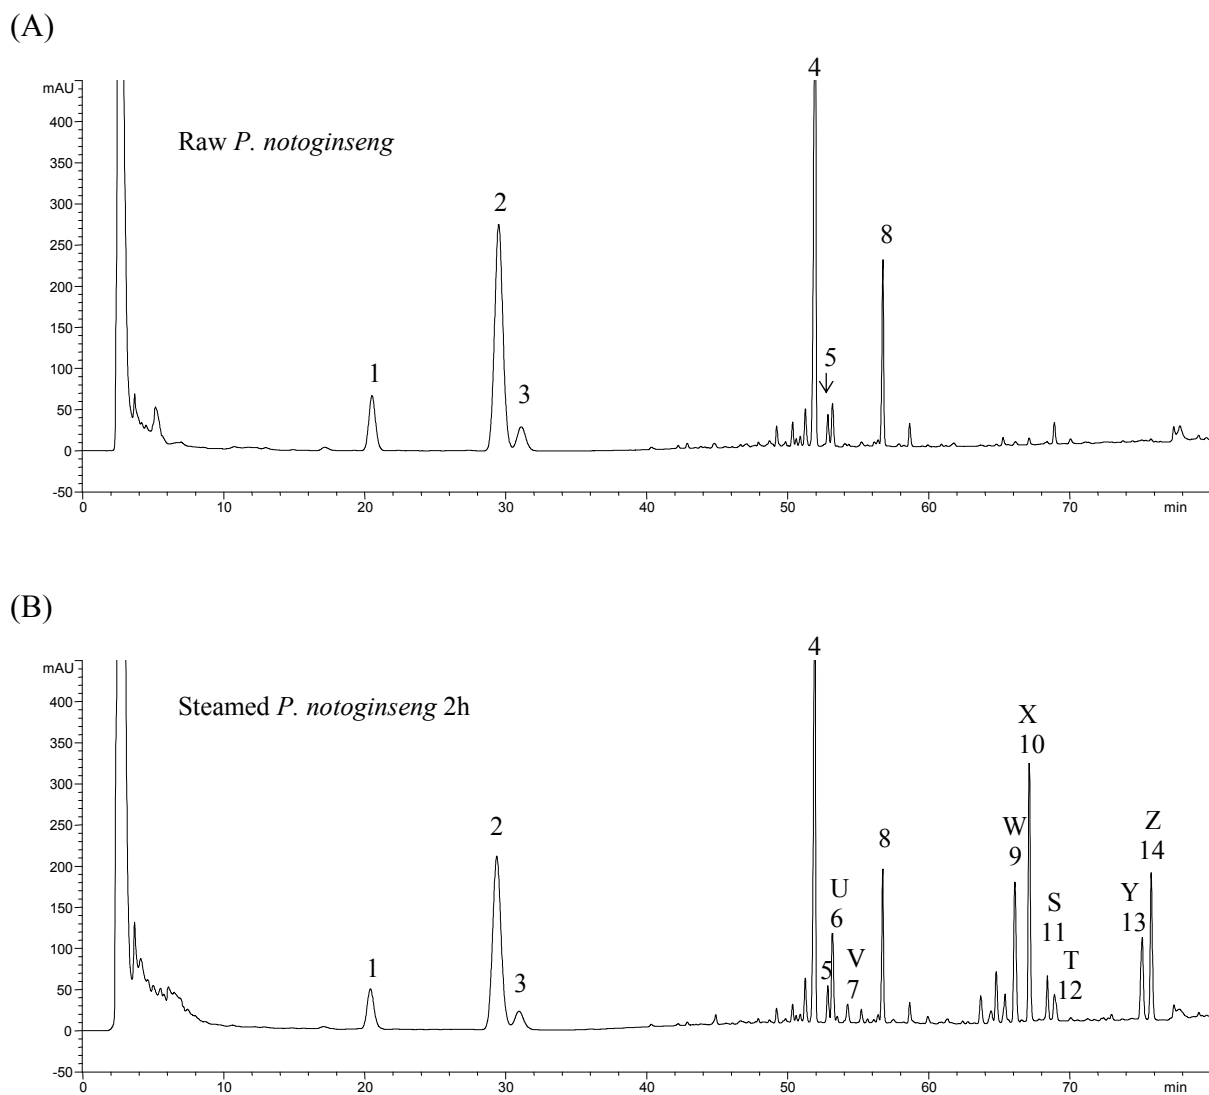 (A)
mAU
400
350
300
250
200
150
100
50
0
-50
Raw P. notoginseng
1
2
3
4
5
8
0 10 20 30 40 50 60 70 min
(B)
mAU
400
350
300
250
200
150
100
50
0
-50
Steamed P. notoginseng 2h
1
2
3
4
5
U
6
V
7
8
W
9
X
10
S
11
T
12
Y
13
Z
14
0 10 20 30 40 50 60 70 min